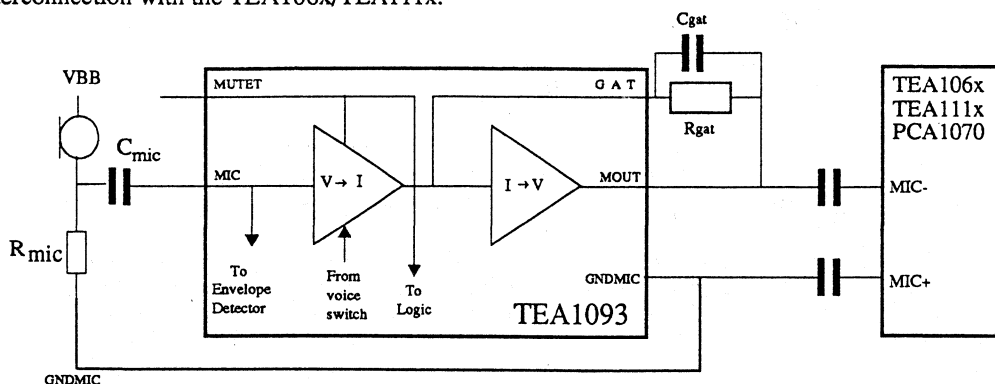 erconnection with the TEA106x/TEA111x.
Cgat
VBB
MUTET
G A T
TEA106x
TEA111x
PCA1070
Rgat
Cmic
MIC
V→ I
I →V
MOUT
MIC-
Rmic
To
Envelope
Detector
From
voice
switch
To
Logic
GNDMIC
MIC+
TEA1093
GNDMIC